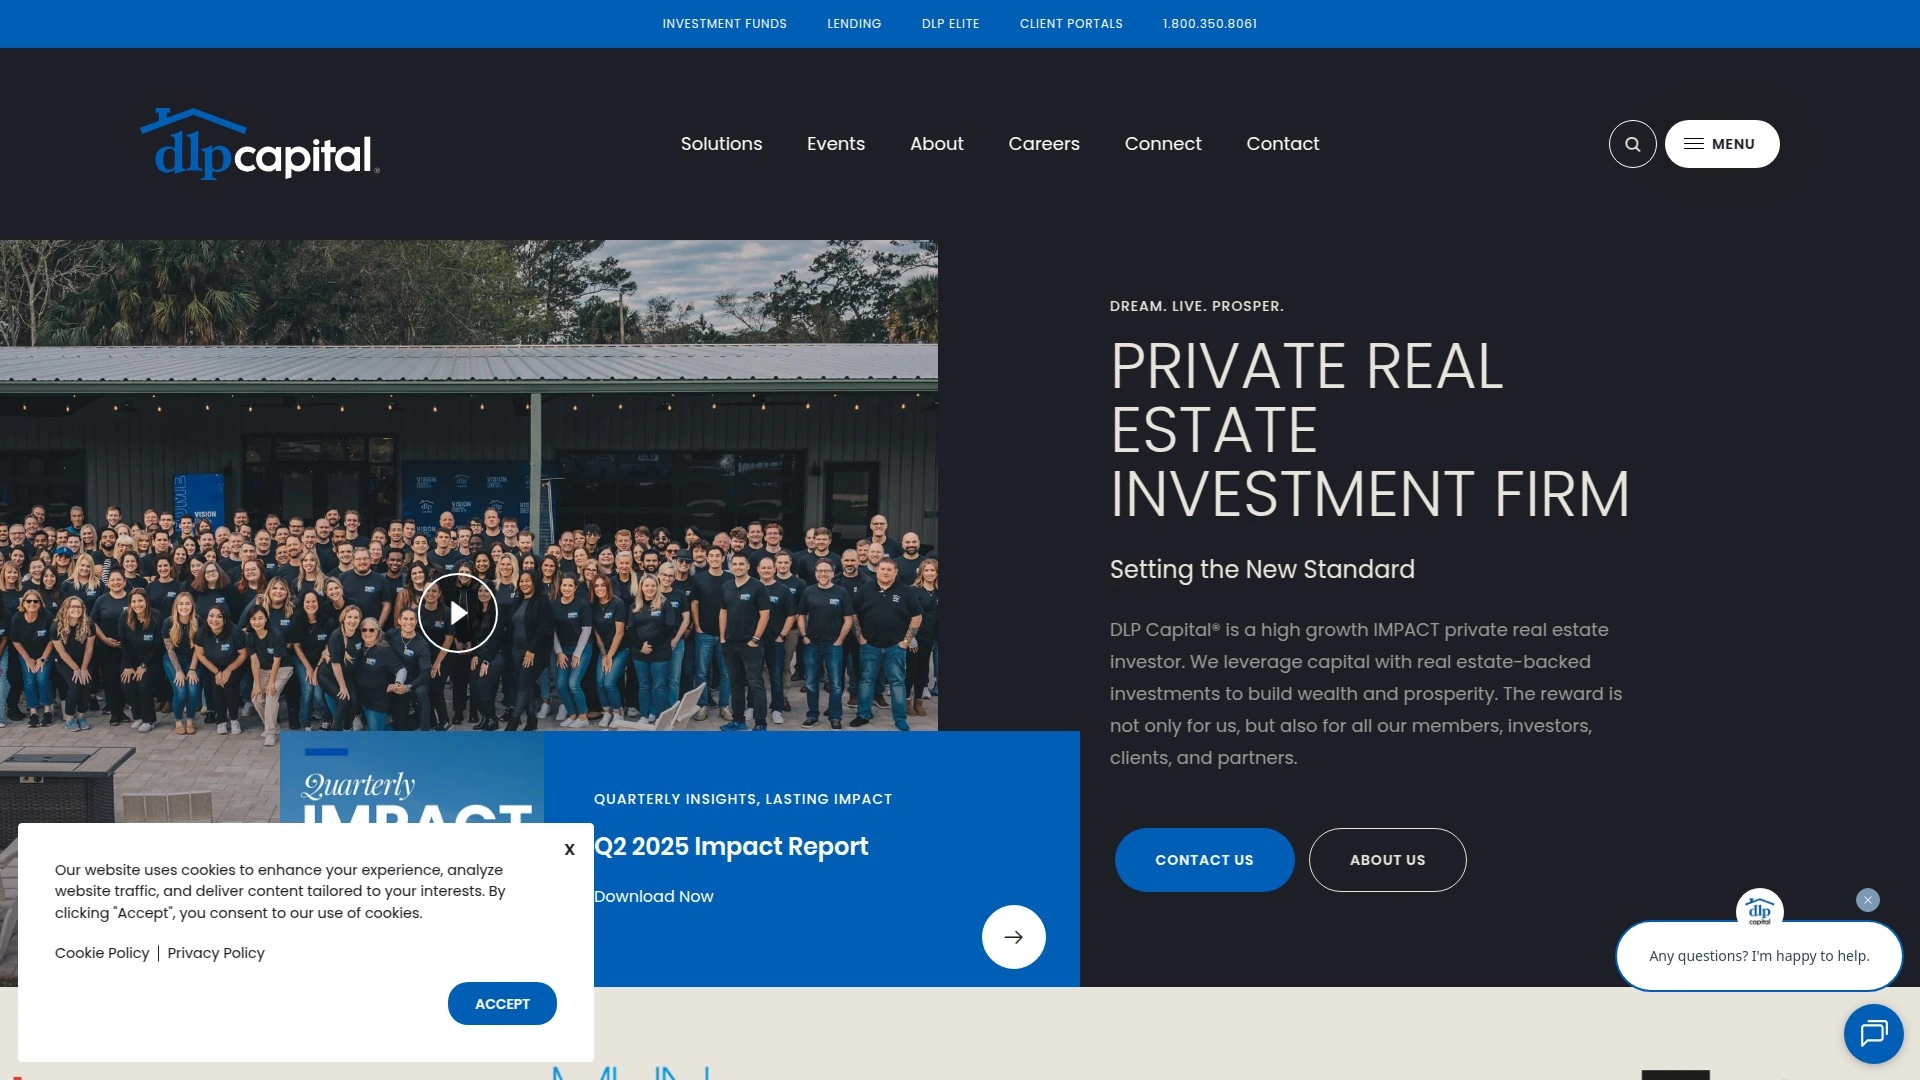 INVESTMENT FUNDS LENDING DLP ELITE CLIENT PORTALS 1.800.350.8061
dlpcapital®
Solutions Events About Careers Connect Contact
MENU
DREAM. LIVE. PROSPER.
PRIVATE REAL
ESTATE
INVESTMENT FIRM
Setting the New Standard
DLP Capital® is a high growth IMPACT private real estate
investor. We leverage capital with real estate-backed
investments to build wealth and prosperity. The reward is
not only for us, but also for all our members, investors,
clients, and partners.
CONTACT US ABOUT US
VISION
VISION
VISION
Quarterly
IMPACT
QUARTERLY INSIGHTS, LASTING IMPACT
Q2 2025 Impact Report
Download Now
X
Our website uses cookies to enhance your experience, analyze
website traffic, and deliver content tailored to your interests. By
clicking "Accept", you consent to our use of cookies.
Cookie Policy | Privacy Policy
ACCEPT
dlp
capital
Any questions? I'm happy to help.